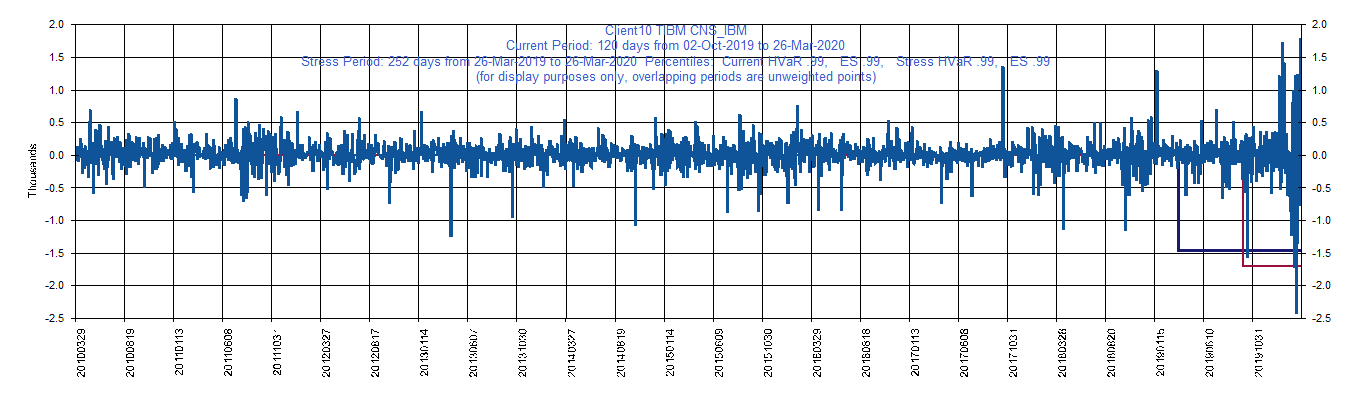 Client10 TIBM CNS_IBM
Current Period: 120 days from 02-Oct-2019 to 26-Mar-2020
Stress Period: 252 days from 26-Mar-2019 to 26-Mar-2020 Percentiles: Current HVaR .99, ES .99, Stress HVaR .99, ES .99
(for display purposes only, overlapping periods are unweighted points)
2.0 2.0
1.5 1.5
1.0 1.0
0.5 0.5
0.0 0.0
-0.5 -0.5
-1.0 -1.0
-1.5 -1.5
-2.0 -2.0
-2.5 -2.5
Thousands
20100329 20100819 20110113 20110608 20111031 20120327 20120817 20130114 20130607 20131030 20140327 20140819 20150114 20150609 20151030 20160329 20160818 20170113 20170608 20171031 20180328 20180820 20190115 20190610 20191031